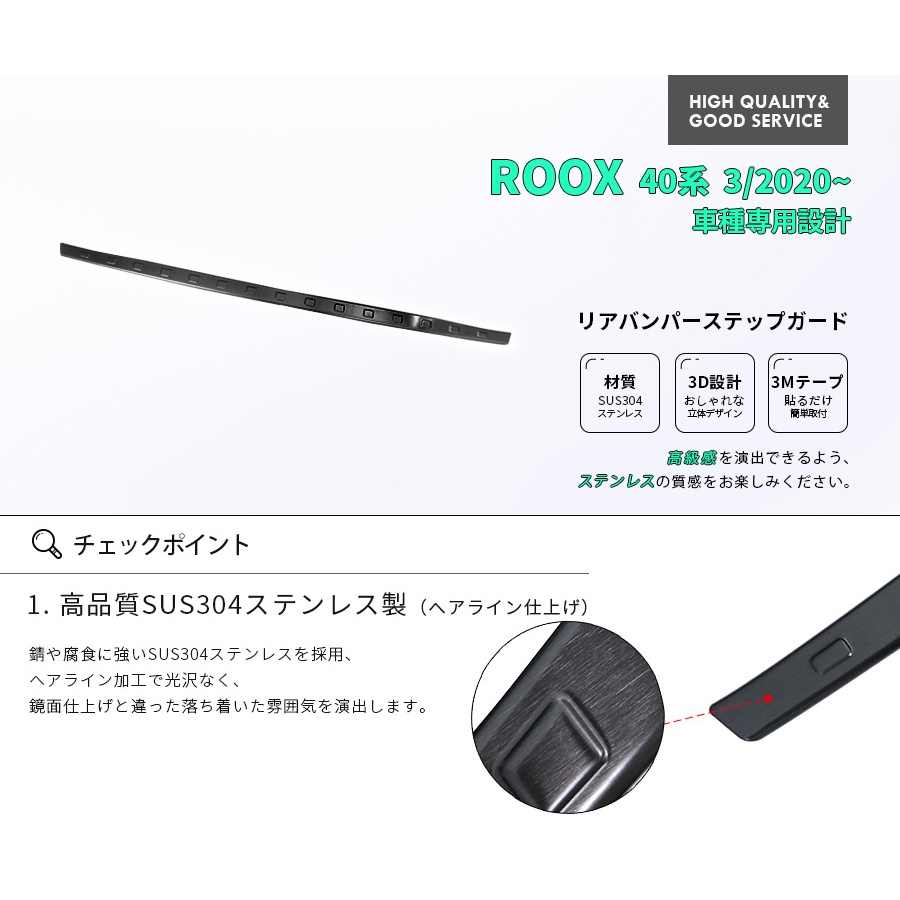 HIGH QUALITY&
GOOD SERVICE
ROOX 40系 3/2020~
車種専用設計
リアバンパーステップガード
材質
SUS304
ステンレス
3D設計
おしゃれな
立体デザイン
3Mテープ
貼るだけ
簡単取付
高級感を演出できるよう、
ステンレスの質感をお楽しみください。
チェックポイント
1. 高品質SUS304ステンレス製（ヘアライン仕上げ）
錆や腐食に強いSUS304ステンレスを採用、
ヘアライン加工で光沢なく、
鏡面仕上げと違った落ち着いた雰囲気を演出します。